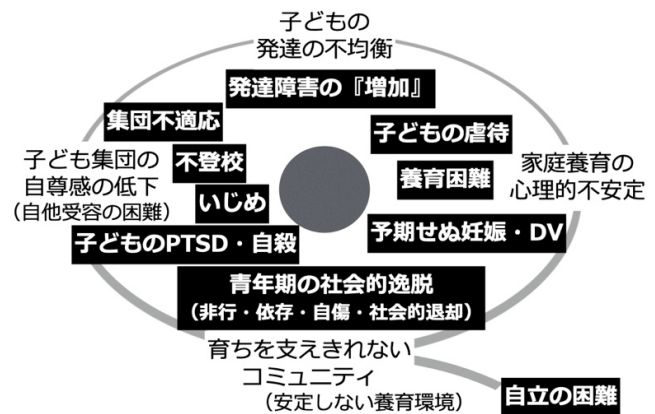 子どもの
発達の不均衡
発達障害の『増加』
集団不適応
子どもの虐待
子ども集団の
自尊感の低下
（自他受容の困難）
不登校
養育困難
家庭養育の
心理的不安定
いじめ
子どものPTSD・自殺
予期せぬ妊娠・DV
青年期の社会的逸脱
（非行・依存・自傷・社会的退却）
育ちを支えきれない
コミュニティ
（安定しない養育環境）
自立の困難